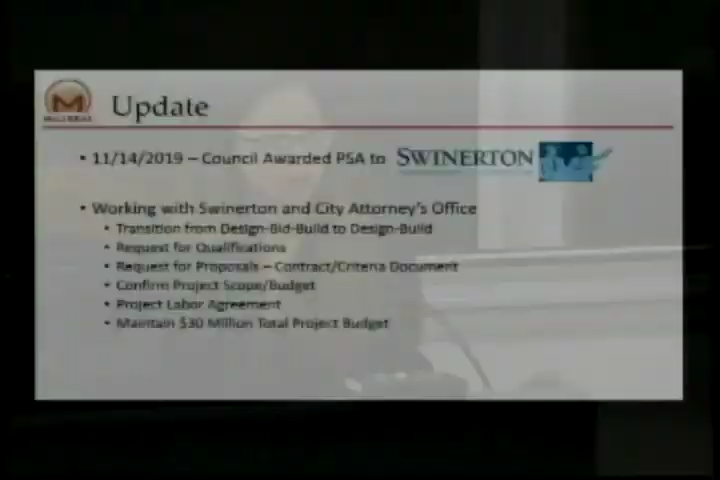 M
MILLBRAE
Update
• 11/14/2019 – Council Awarded PSA to SWINERTON
• Working with Swinerton and City Attorney's Office
• Transition from Design-Bid-Build to Design-Build
• Request for Qualifications
• Request for Proposals – Contract/Criteria Document
• Confirm Project Scope/Budget
• Project Labor Agreement
• Maintain $30 Million Total Project Budget